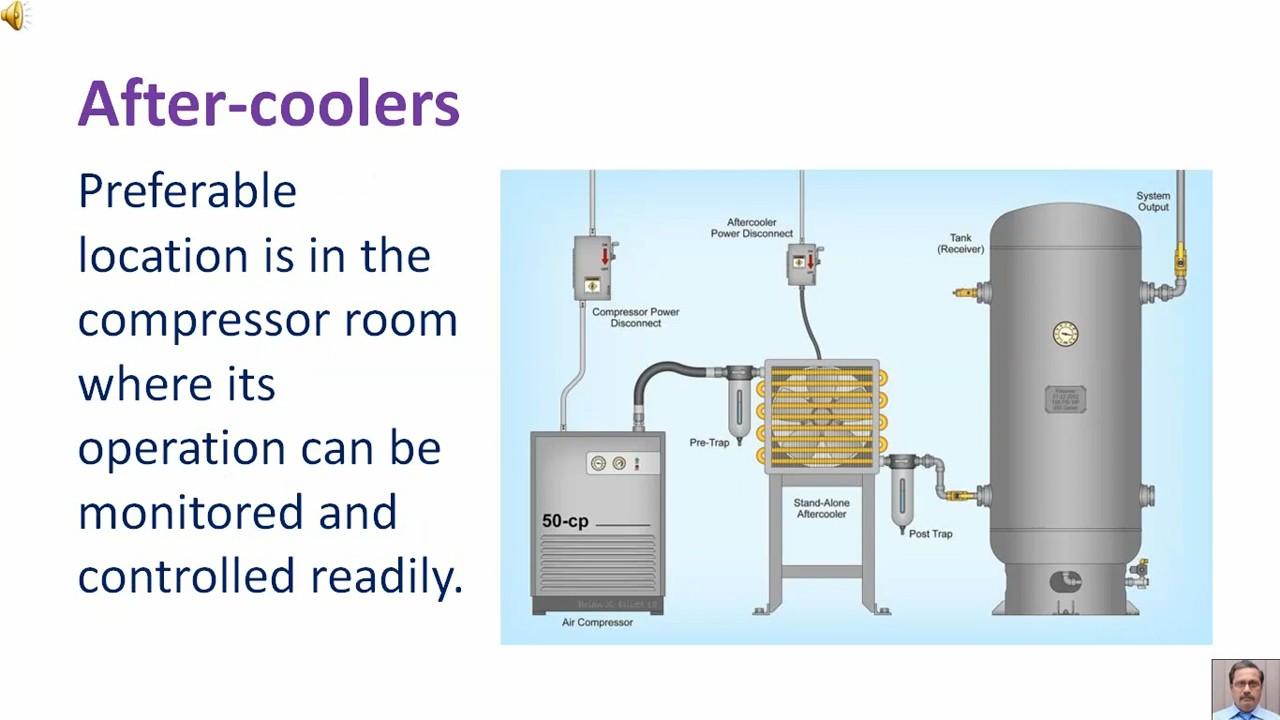 After-coolers
Preferable
location is in the
compressor room
where its
operation can be
monitored and
controlled readily.
System
Output
Aftercooler
Power Disconnect
Tank
(Receiver)
Compressor Power
Disconnect
Pre-Trap
Stand-Alone
Aftercooler
50-cp
Post Trap
Air Compressor